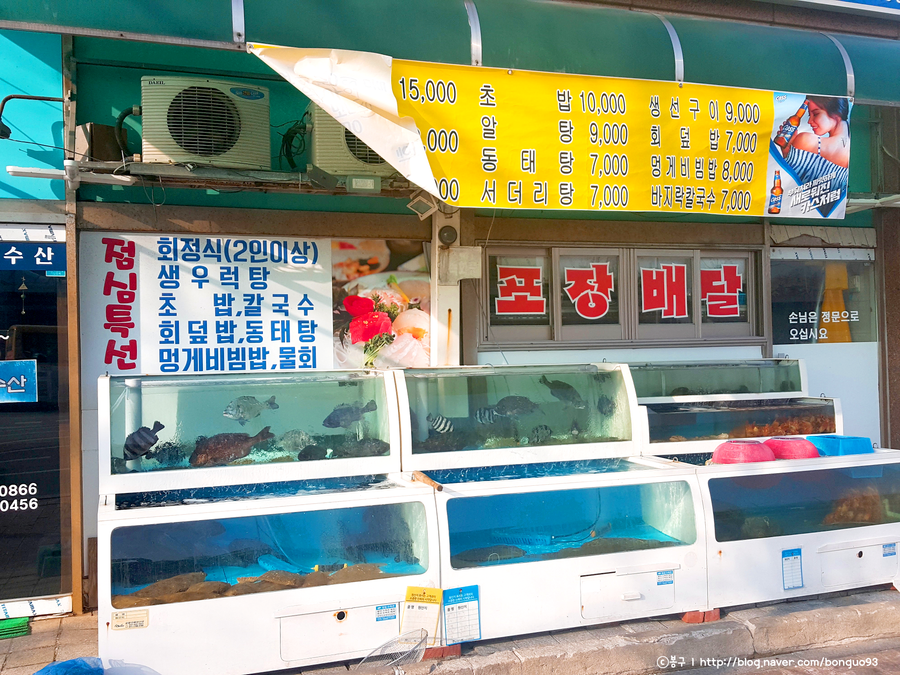 15,000 초 밥 10,000 생선구이 9,000
,000 알 탕 9,000 회 덮 밥 7,000
동 태 탕 7,000 멍게비빔밥 8,000
00 서더리탕 7,000 바지락칼국수 7,000
카스처럼
점심특선
회정식(2인이상)
생 우 럭 탕
초 밥,칼 국 수
회 덮 밥,동 태 탕
멍게비빔밥,물회
포장배달
수 산
수산
0866
0456
손님은 정문으로
오십시요
©봉구 | http://blog.naver.com/bonguo93